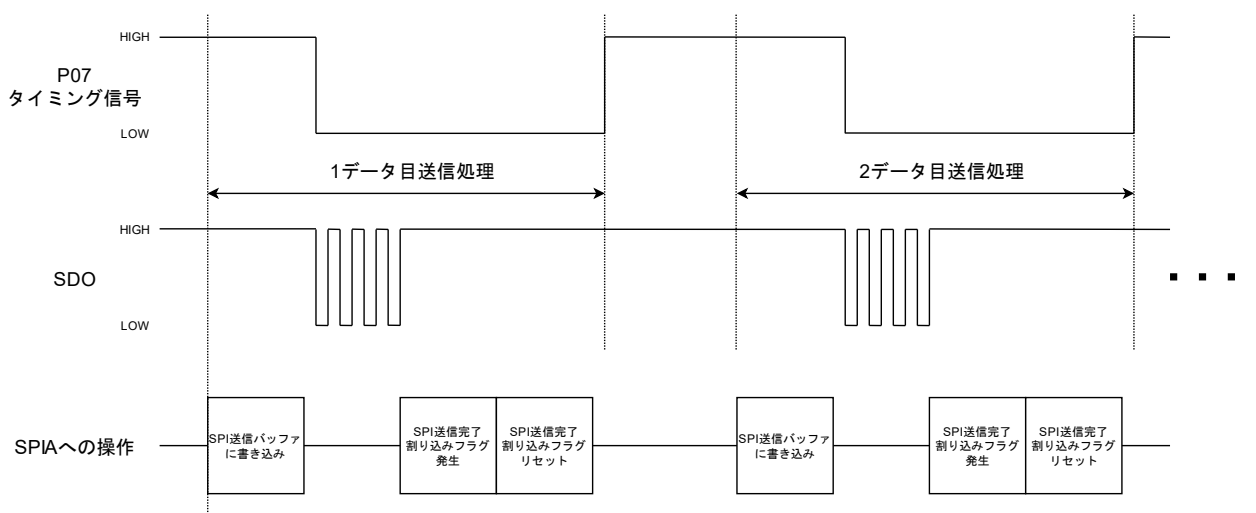 HIGH
P07
タイミング信号
LOW
1データ目送信処理
2データ目送信処理
HIGH
SDO
LOW
SPIAへの操作
SPI送信バッファ
に書き込み
SPI送信完了
割り込みフラグ
発生
SPI送信完了
割り込みフラグ
リセット
SPI送信バッファ
に書き込み
SPI送信完了
割り込みフラグ
発生
SPI送信完了
割り込みフラグ
リセット